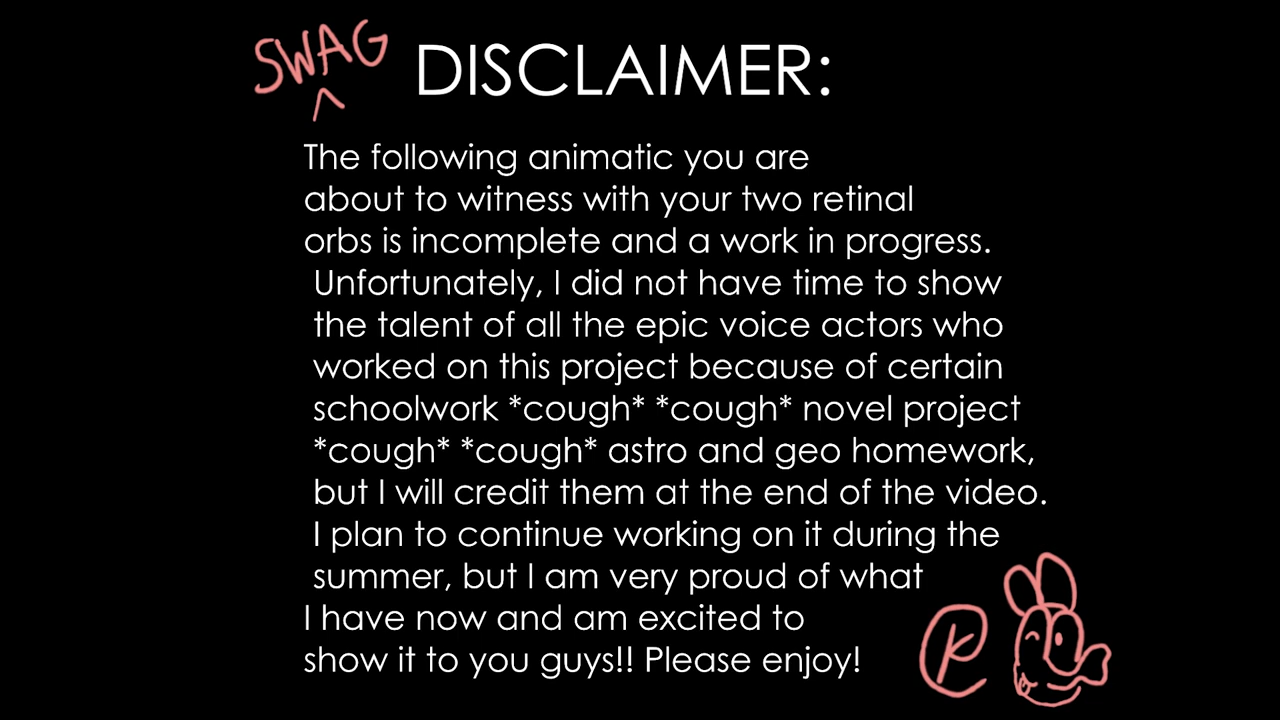 SWAG
^
DISCLAIMER:
The following animatic you are
about to witness with your two retinal
orbs is incomplete and a work in progress.
Unfortunately, I did not have time to show
the talent of all the epic voice actors who
worked on this project because of certain
schoolwork *cough* *cough* novel project
*cough* *cough* astro and geo homework,
but I will credit them at the end of the video.
I plan to continue working on it during the
summer, but I am very proud of what
I have now and am excited to
show it to you guys!! Please enjoy!
K